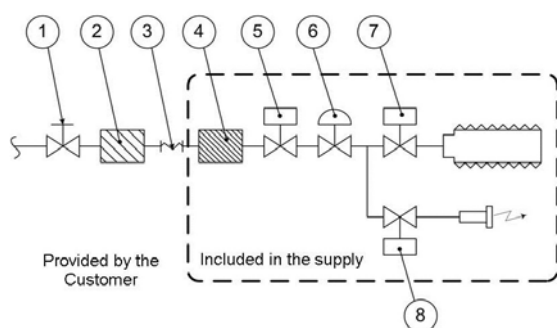 1 2 3 4 5 6 7
Provided by the
Customer
Included in the supply
8